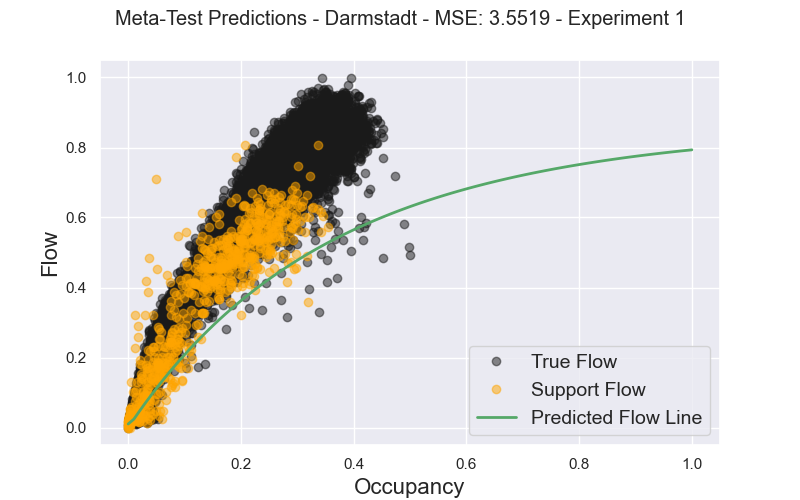 Meta-Test Predictions - Darmstadt - MSE: 3.5519 - Experiment 1
1.0
0.8
0.6
0.4
0.2
0.0
Flow
True Flow
Support Flow
Predicted Flow Line
0.0 0.2 0.4 0.6 0.8 1.0
Occupancy